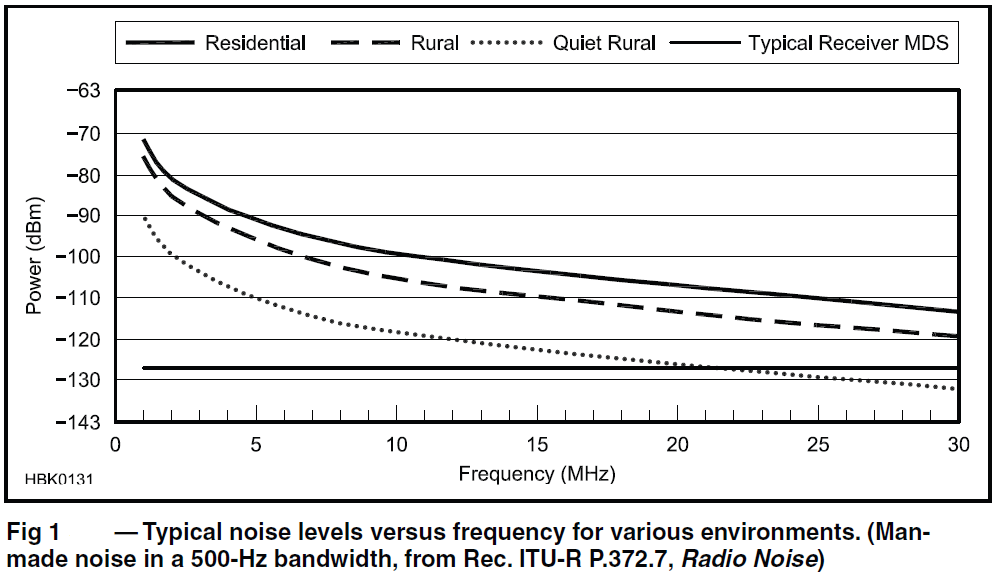 Residential Rural Quiet Rural Typical Receiver MDS
−63
−70
−80
−90
−100
−110
−120
−130
−143
Power (dBm)
0 5 10 15 20 25 30
Frequency (MHz)
HBK0131
Fig 1 — Typical noise levels versus frequency for various environments. (Man-
made noise in a 500-Hz bandwidth, from Rec. ITU-R P.372.7, Radio Noise)